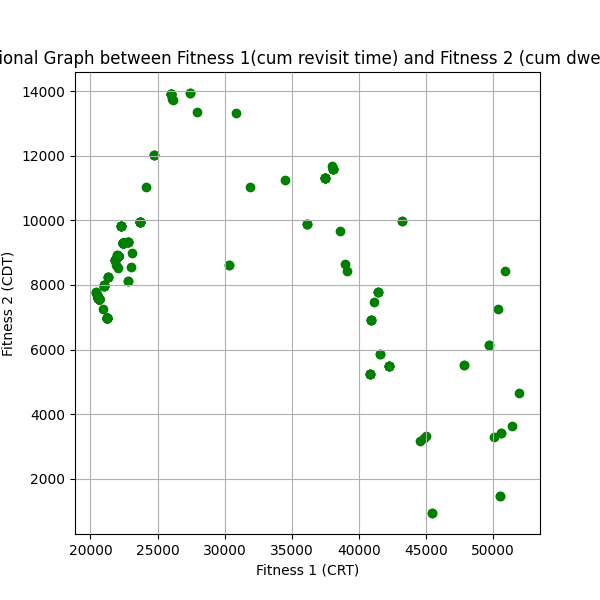 ional Graph between Fitness 1(cum revisit time) and Fitness 2 (cum dwe
14000
12000
10000
8000
6000
4000
2000
Fitness 2 (CDT)
20000 25000 30000 35000 40000 45000 50000
Fitness 1 (CRT)